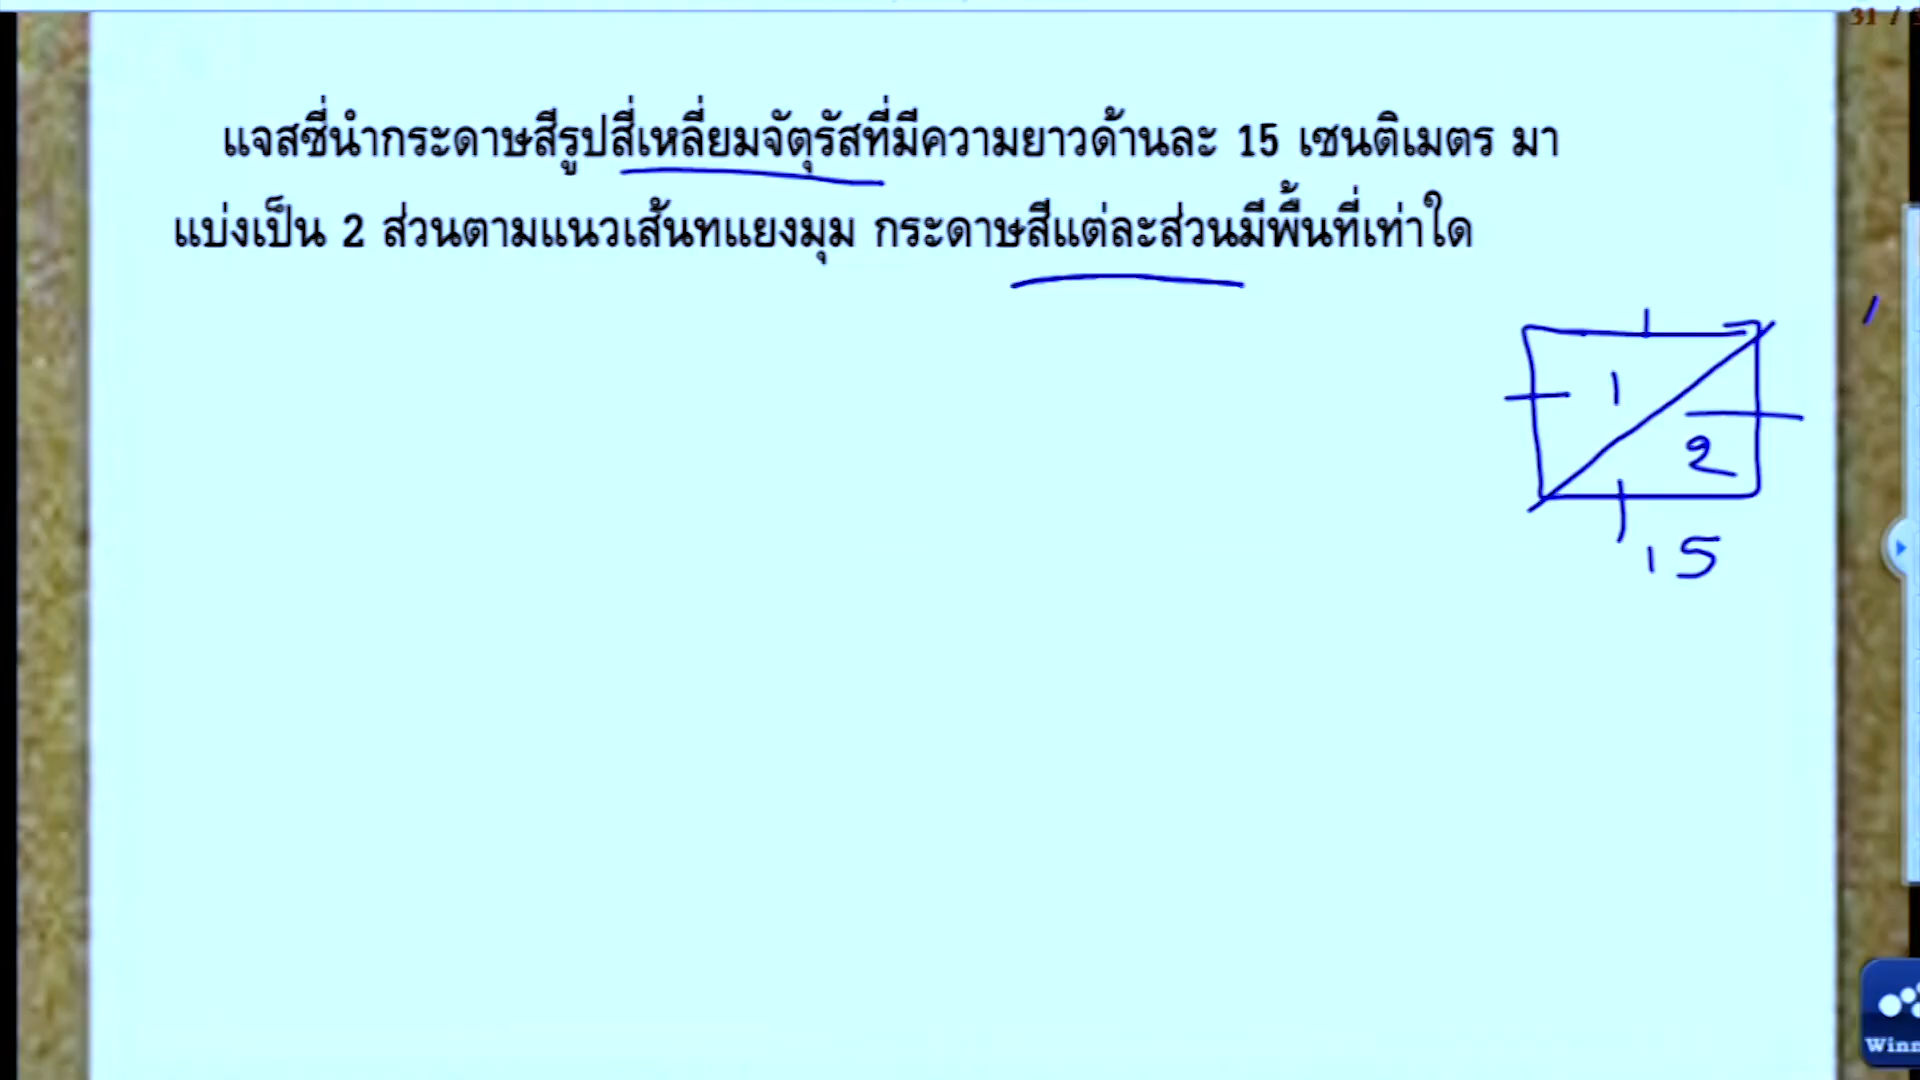 31 /
แจสซี่นำกระดาษสีรูปสี่เหลี่ยมจัตุรัสที่มีความยาวด้านละ 15 เซนติเมตร มา
แบ่งเป็น 2 ส่วนตามแนวเส้นทแยงมุม กระดาษสีแต่ละส่วนมีพื้นที่เท่าใด
1
2
15